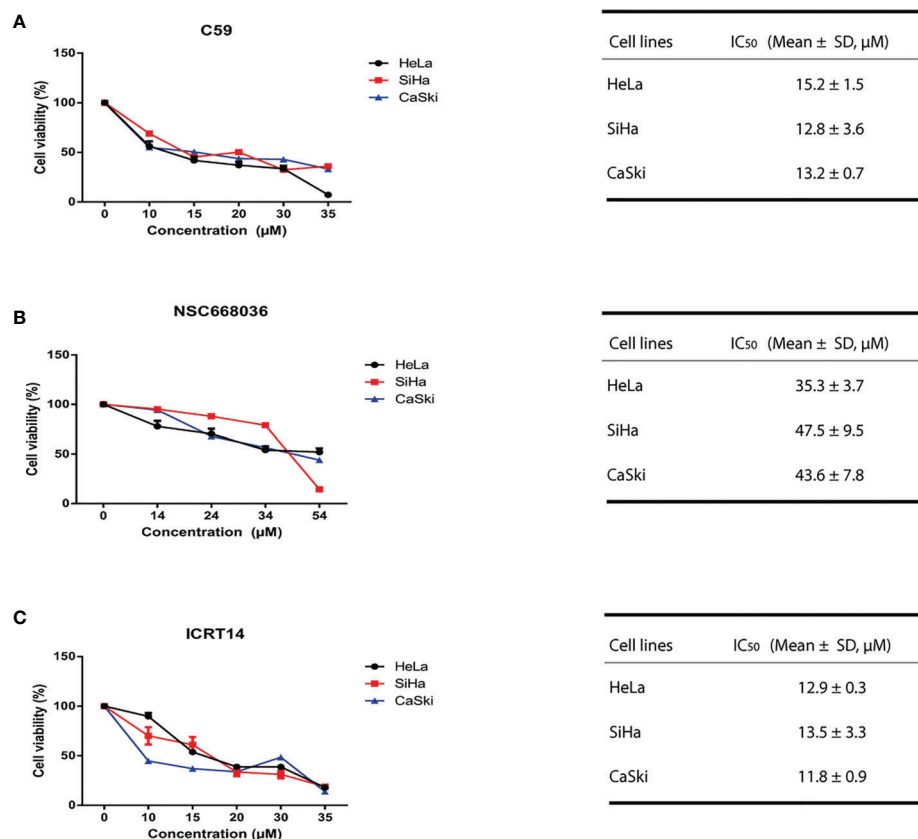 A
C59
150
100
50
0
Cell viability (%)
0 10 15 20 30 35
Concentration (µM)
HeLa
SiHa
CaSki
Cell lines IC50 (Mean ± SD, µM)
HeLa 15.2 ± 1.5
SiHa 12.8 ± 3.6
CaSki 13.2 ± 0.7
B
NSC668036
150
100
50
0
Cell viability (%)
0 14 24 34 54
Concentration (µM)
HeLa
SiHa
CaSki
Cell lines IC50 (Mean ± SD, µM)
HeLa 35.3 ± 3.7
SiHa 47.5 ± 9.5
CaSki 43.6 ± 7.8
C
ICRT14
150
100
50
0
Cell viability (%)
0 10 15 20 30 35
Concentration (µM)
HeLa
SiHa
CaSki
Cell lines IC50 (Mean ± SD, µM)
HeLa 12.9 ± 0.3
SiHa 13.5 ± 3.3
CaSki 11.8 ± 0.9